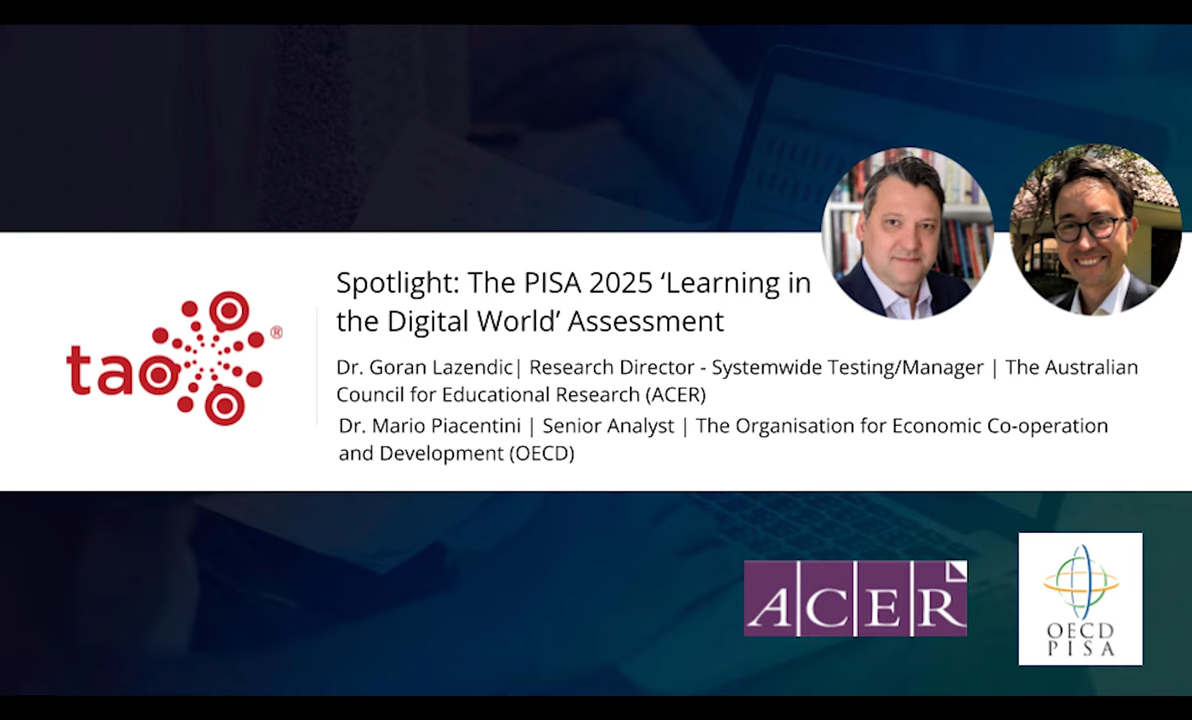 Spotlight: The PISA 2025 ‘Learning in
the Digital World’ Assessment
tao®
Dr. Goran Lazendic| Research Director - Systemwide Testing/Manager | The Australian
Council for Educational Research (ACER)
Dr. Mario Piacentini | Senior Analyst | The Organisation for Economic Co-operation
and Development (OECD)
ACER
OECD
PISA